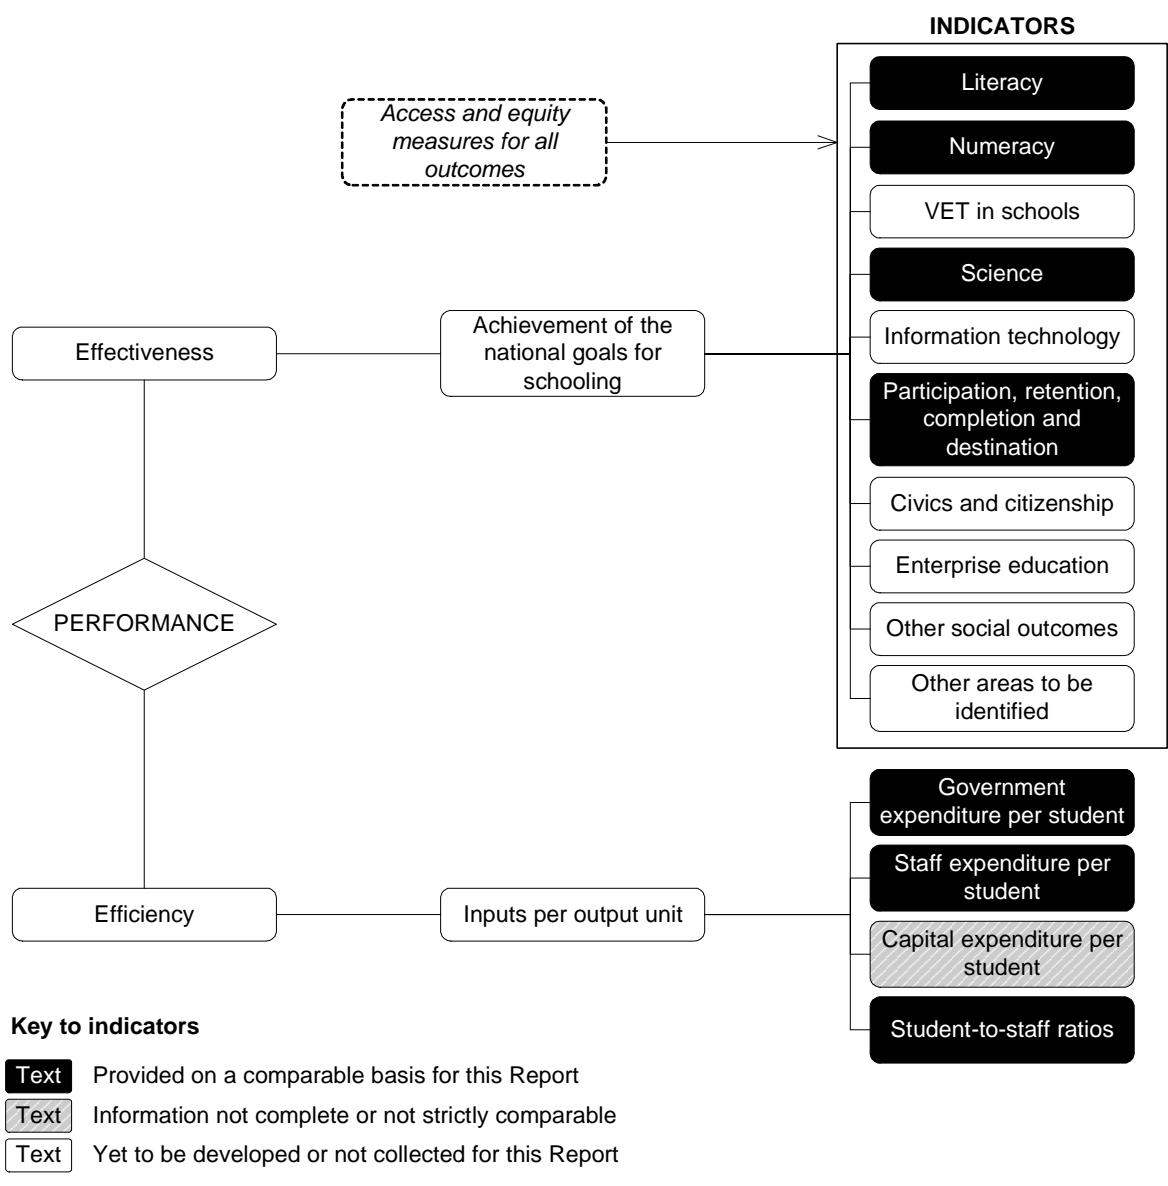 INDICATORS
Literacy
Access and equity
measures for all
outcomes
Numeracy
VET in schools
Science
Effectiveness
Achievement of the
national goals for
schooling
Information technology
Participation, retention,
completion and
destination
Civics and citizenship
Enterprise education
PERFORMANCE
Other social outcomes
Other areas to be
identified
Government
expenditure per student
Staff expenditure per
student
Efficiency
Inputs per output unit
Capital expenditure per
student
Student-to-staff ratios
Key to indicators
Text Provided on a comparable basis for this Report
Text Information not complete or not strictly comparable
Text Yet to be developed or not collected for this Report